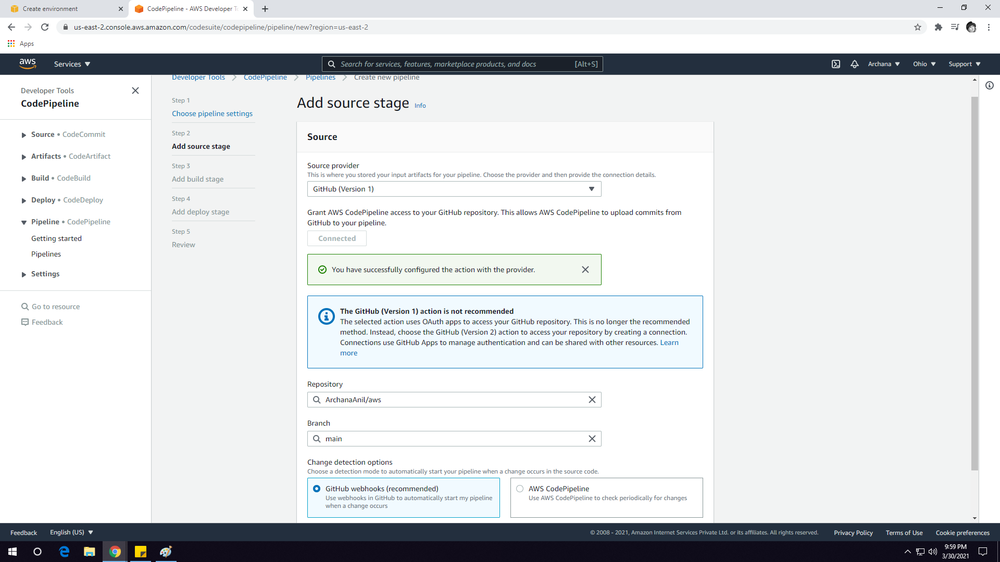 Create environment
CodePipeline - AWS Developer To
us-east-2.console.aws.amazon.com/codesuite/codepipeline/pipeline/new?region=us-east-2
Apps
aws
Services
Search for services, features, marketplace products, and docs
[Alt+S]
Archana
Ohio
Support
Developer Tools
CodePipeline
Source • CodeCommit
Artifacts • CodeArtifact
Build • CodeBuild
Deploy • CodeDeploy
Pipeline • CodePipeline
Getting started
Pipelines
Settings
Go to resource
Feedback
Developer Tools > CodePipeline > Pipelines > Create new pipeline
Step 1
Choose pipeline settings
Step 2
Add source stage
Step 3
Add build stage
Step 4
Add deploy stage
Step 5
Review
Add source stage Info
Source
Source provider
This is where you stored your input artifacts for your pipeline. Choose the provider and then provide the connection details.
GitHub (Version 1)
Grant AWS CodePipeline access to your GitHub repository. This allows AWS CodePipeline to upload commits from
GitHub to your pipeline.
Connected
You have successfully configured the action with the provider.
The GitHub (Version 1) action is not recommended
The selected action uses OAuth apps to access your GitHub repository. This is no longer the recommended
method. Instead, choose the GitHub (Version 2) action to access your repository by creating a connection.
Connections use GitHub Apps to manage authentication and can be shared with other resources. Learn
more
Repository
ArchanaAnil/aws
Branch
main
Change detection options
Choose a detection mode to automatically start your pipeline when a change occurs in the source code.
GitHub webhooks (recommended)
Use webhooks in GitHub to automatically start my pipeline
when a change occurs
AWS CodePipeline
Use AWS CodePipeline to check periodically for changes
Feedback
English (US)
© 2008 - 2021, Amazon Internet Services Private Ltd. or its affiliates. All rights reserved.
Privacy Policy
Terms of Use
Cookie preferences
9:59 PM
3/30/2021